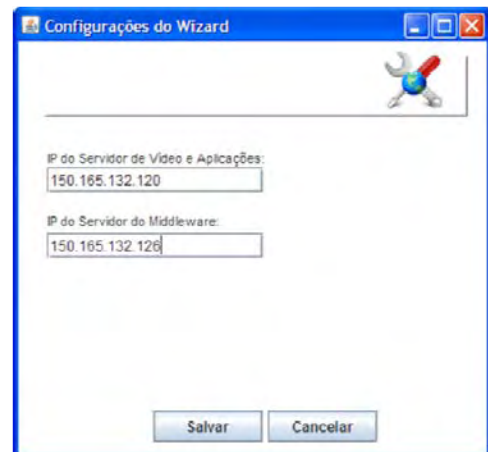 Configurações do Wizard
IP do Servidor de Vídeo e Aplicações:
150.165.132.120
IP do Servidor do Middleware:
150.165.132.126
Salvar
Cancelar